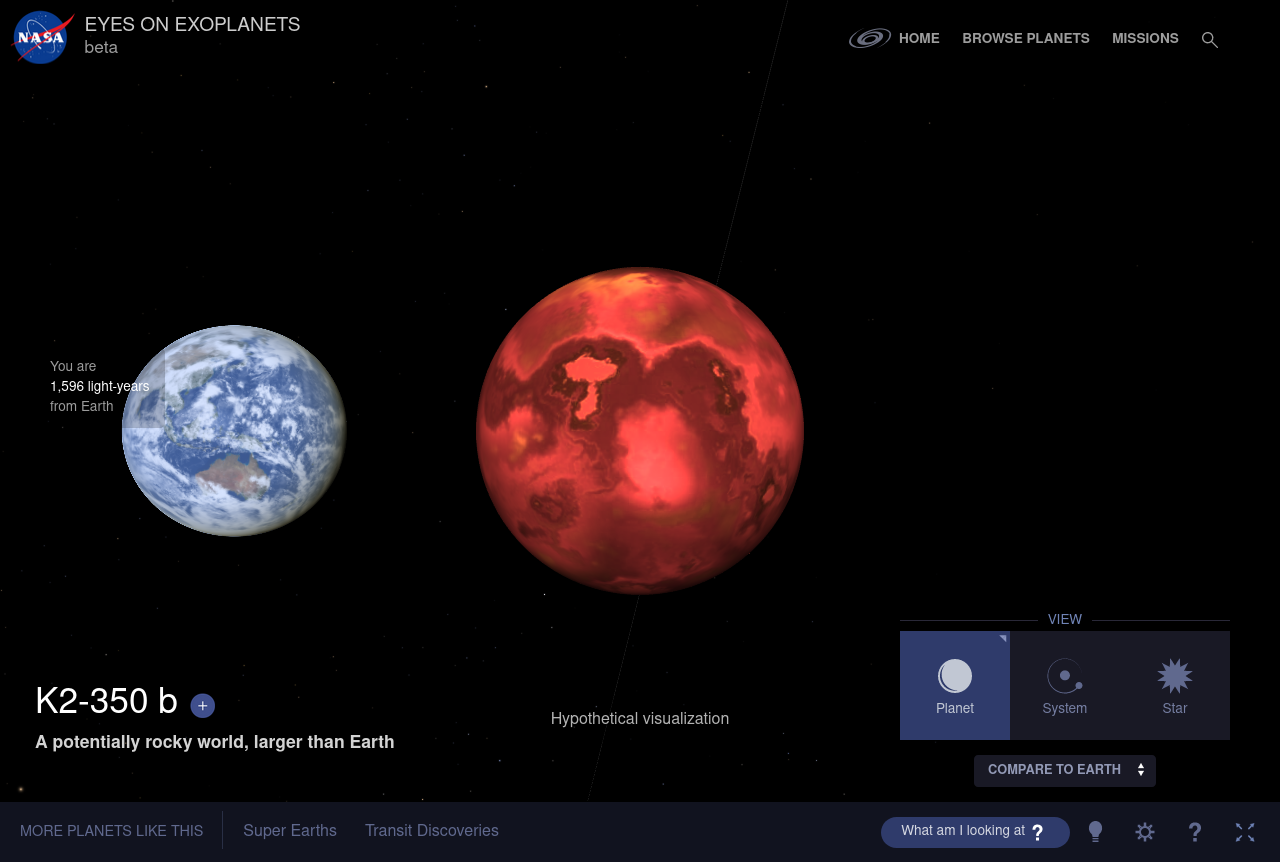 NASA
EYES ON EXOPLANETS
beta
HOME
BROWSE PLANETS
MISSIONS
You are
1,596 light-years
from Earth
VIEW
Planet
System
Star
K2-350 b +
A potentially rocky world, larger than Earth
Hypothetical visualization
COMPARE TO EARTH
MORE PLANETS LIKE THIS
Super Earths
Transit Discoveries
What am I looking at ?
?